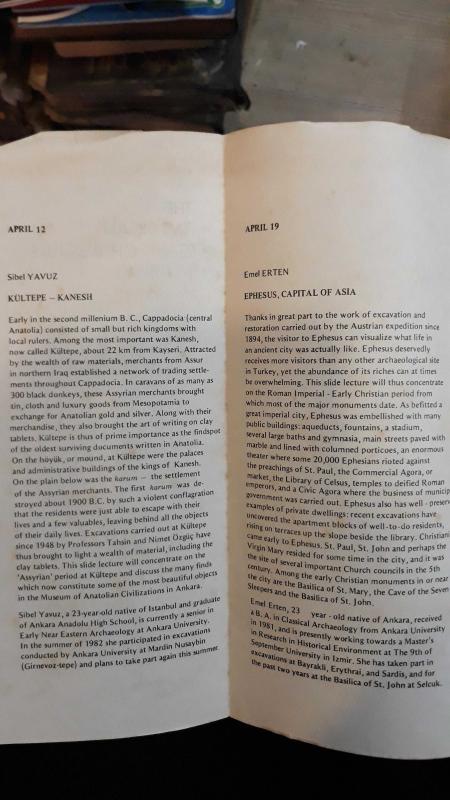 APRIL 12
Sibel YAVUZ
KÜLTEPE – KANESH
Early in the second millenium B. C., Cappadocia (central
Anatolia) consisted of small but rich kingdoms with
local rulers. Among the most important was Kanesh,
now called Kültepe, about 22 km from Kayseri. Attracted
by the wealth of raw materials, merchants from Assur
in northern Iraq established a network of trading settle-
ments throughout Cappadocia. In caravans of as many as
300 black donkeys, these Assyrian merchants brought
tin, cloth and luxury goods from Mesopotamia to
exchange for Anatolian gold and silver. Along with their
merchandise, they also brought the art of writing on clay
tablets. Kültepe is thus of prime importance as the findspot
of the oldest surviving documents written in Anatolia.
On the höyük, or mound, at Kültepe were the palaces
and administrative buildings of the kings of Kanesh.
On the plain below was the karum — the settlement
of the Assyrian merchants. The first karum was de-
stroyed about 1900 B.C. by such a violent conflagration
that the residents were just able to escape with their
lives and a few valuables, leaving behind all the objects
of their daily lives. Excavations carried out at Kültepe
since 1948 by Professors Tahsin and Nimet Özgüç have
thus brought to light a wealth of material, including the
clay tablets. This slide lecture will concentrate on the
'Assyrian' period at Kültepe and discuss the many finds
which now constitute some of the most beautiful objects
in the Museum of Anatolian Civilizations in Ankara.
Sibel Yavuz, a 23-year-old native of Istanbul and graduate
of Ankara Anadolu High School, is currently a senior in
Early Near Eastern Archaeology at Ankara University.
In the summer of 1982 she participated in excavations
conducted by Ankara University at Mardin Nusaybin
(Girnevoz-tepe) and plans to take part again this summer.
APRIL 19
Emel ERTEN
EPHESUS, CAPITAL OF ASIA
Thanks in great part to the work of excavation and
restoration carried out by the Austrian expedition since
1894, the visitor to Ephesus can visualize what life in
an ancient city was actually like. Ephesus deservedly
receives more visitors than any other archaeological site
in Turkey, yet the abundance of its riches can at times
be overwhelming. This slide lecture will thus concentrate
on the Roman Imperial - Early Christian period from
which most of the major monuments date. As befitted a
great imperial city, Ephesus was embellished with many
public buildings: aqueducts, fountains, a stadium,
several large baths and gymnasia, main streets paved with
marble and lined with columned porticoes, an enormous
theater where some 20,000 Ephesians rioted against
the preachings of St. Paul, the Commercial Agora, or
market, the Library of Celsus, temples to deified Roman
emperors, and a Civic Agora where the business of municip
government was carried out. Ephesus also has well - preser
examples of private dwellings: recent excavations have
uncovered the apartment blocks of well-to-do residents,
rising on terraces up the slope beside the library. Christiani
came early to Ephesus. St. Paul, St. John and perhaps the
Virgin Mary resided for some time in the city, and it was
the site of several important Church councils in the 5th
century. Among the early Christian monuments in or near
the city are the Basilica of St. Mary, the Cave of the Seven
Sleepers and the Basilica of St. John.
Emel Erten, 23 year - old native of Ankara, received
a B. A. in Classical Archaeology from Ankara University
in 1981, and is presently working towards a Master's
in Research in Historical Environment at The 9th of
September University in Izmir. She has taken part in
excavations at Bayrakli, Erythrai, and Sardis, and for
the past two years at the Basilica of St. John at Selcuk.